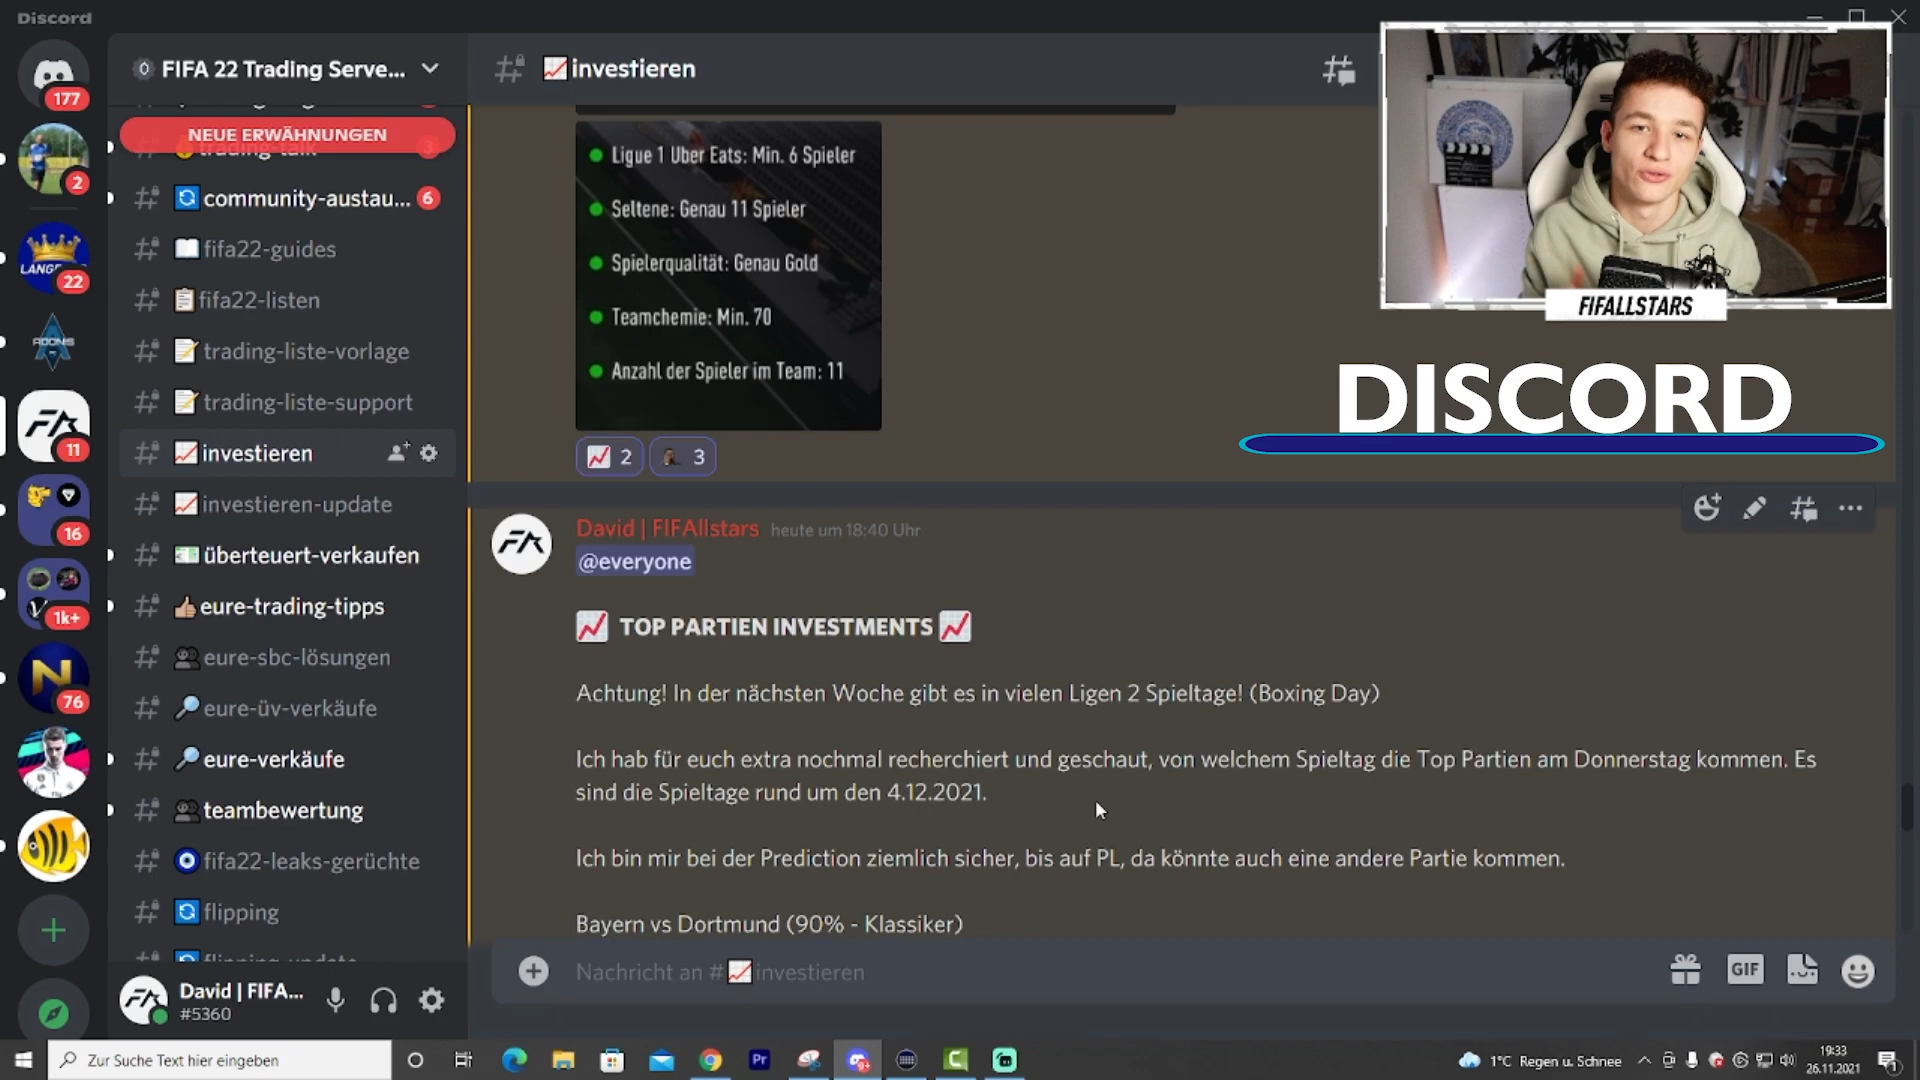 Discord
177
2
LANGE
22
ADONIS
11
16
1k+
76
FIFA 22 Trading Serve...
NEUE ERWÄHNUNGEN
trading-talk
community-austau... 6
fifa22-guides
fifa22-listen
trading-liste-vorlage
trading-liste-support
investieren
investieren-update
überteuert-verkaufen
eure-trading-tipps
eure-sbc-lösungen
eure-üv-verkäufe
eure-verkäufe
teambewertung
fifa22-leaks-gerüchte
flipping
flipping-update
David | FIFA...
#5360
investieren
Ligue 1 Uber Eats: Min. 6 Spieler
Seltene: Genau 11 Spieler
Spielerqualität: Genau Gold
Teamchemie: Min. 70
Anzahl der Spieler im Team: 11
2 3
FIFALLSTARS
DISCORD
David | FIFAllstars heute um 18:40 Uhr
@everyone
TOP PARTIEN INVESTMENTS
Achtung! In der nächsten Woche gibt es in vielen Ligen 2 Spieltage! (Boxing Day)
Ich hab für euch extra nochmal recherchiert und geschaut, von welchem Spieltag die Top Partien am Donnerstag kommen. Es
sind die Spieltage rund um den 4.12.2021.
Ich bin mir bei der Prediction ziemlich sicher, bis auf PL, da könnte auch eine andere Partie kommen.
Bayern vs Dortmund (90% - Klassiker)
Nachricht an # investieren
GIF
Zur Suche Text hier eingeben
Pr
1°C Regen u. Schnee
19:33
26.11.2021
1